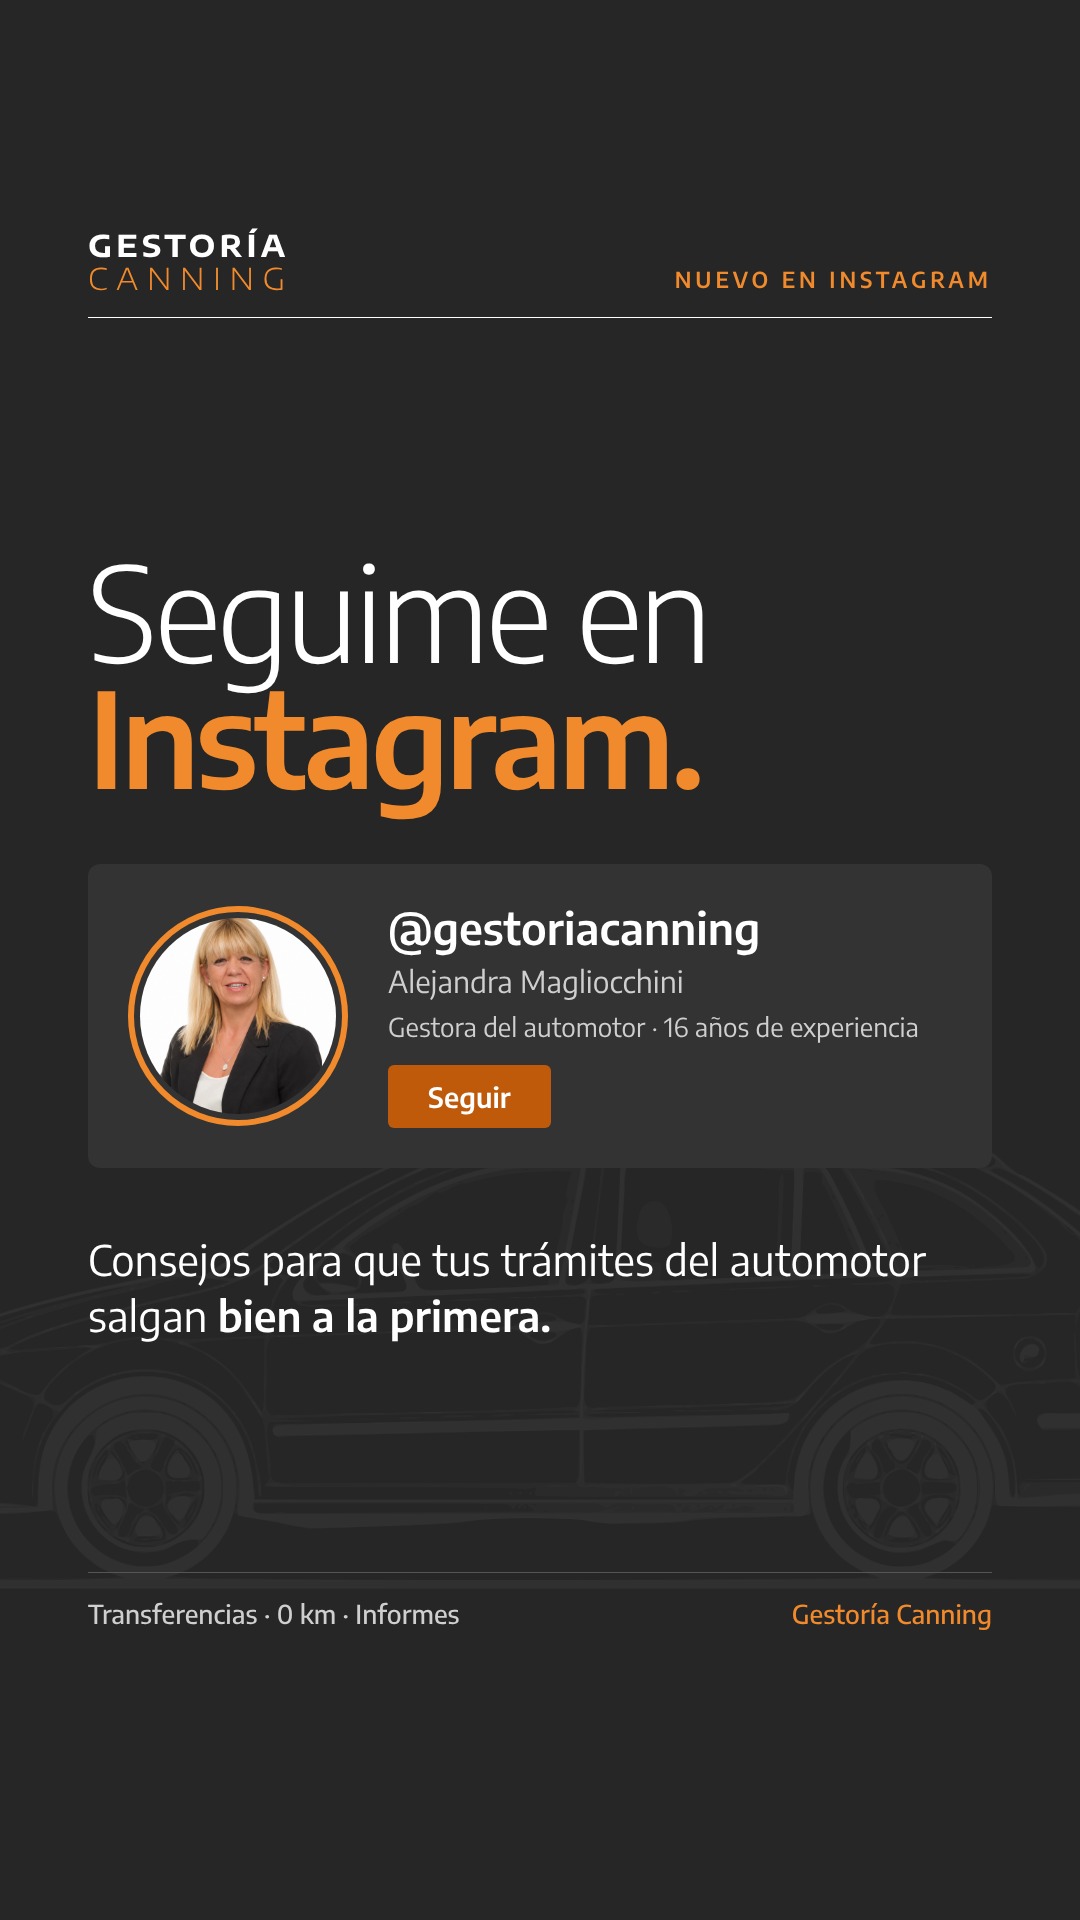 GESTORÍA
CANNING
NUEVO EN INSTAGRAM
Seguime en
Instagram.
@gestoriacanning
Alejandra Magliocchini
Gestora del automotor · 16 años de experiencia
Seguir
Consejos para que tus trámites del automotor
salgan bien a la primera.
Transferencias · 0 km · Informes
Gestoría Canning